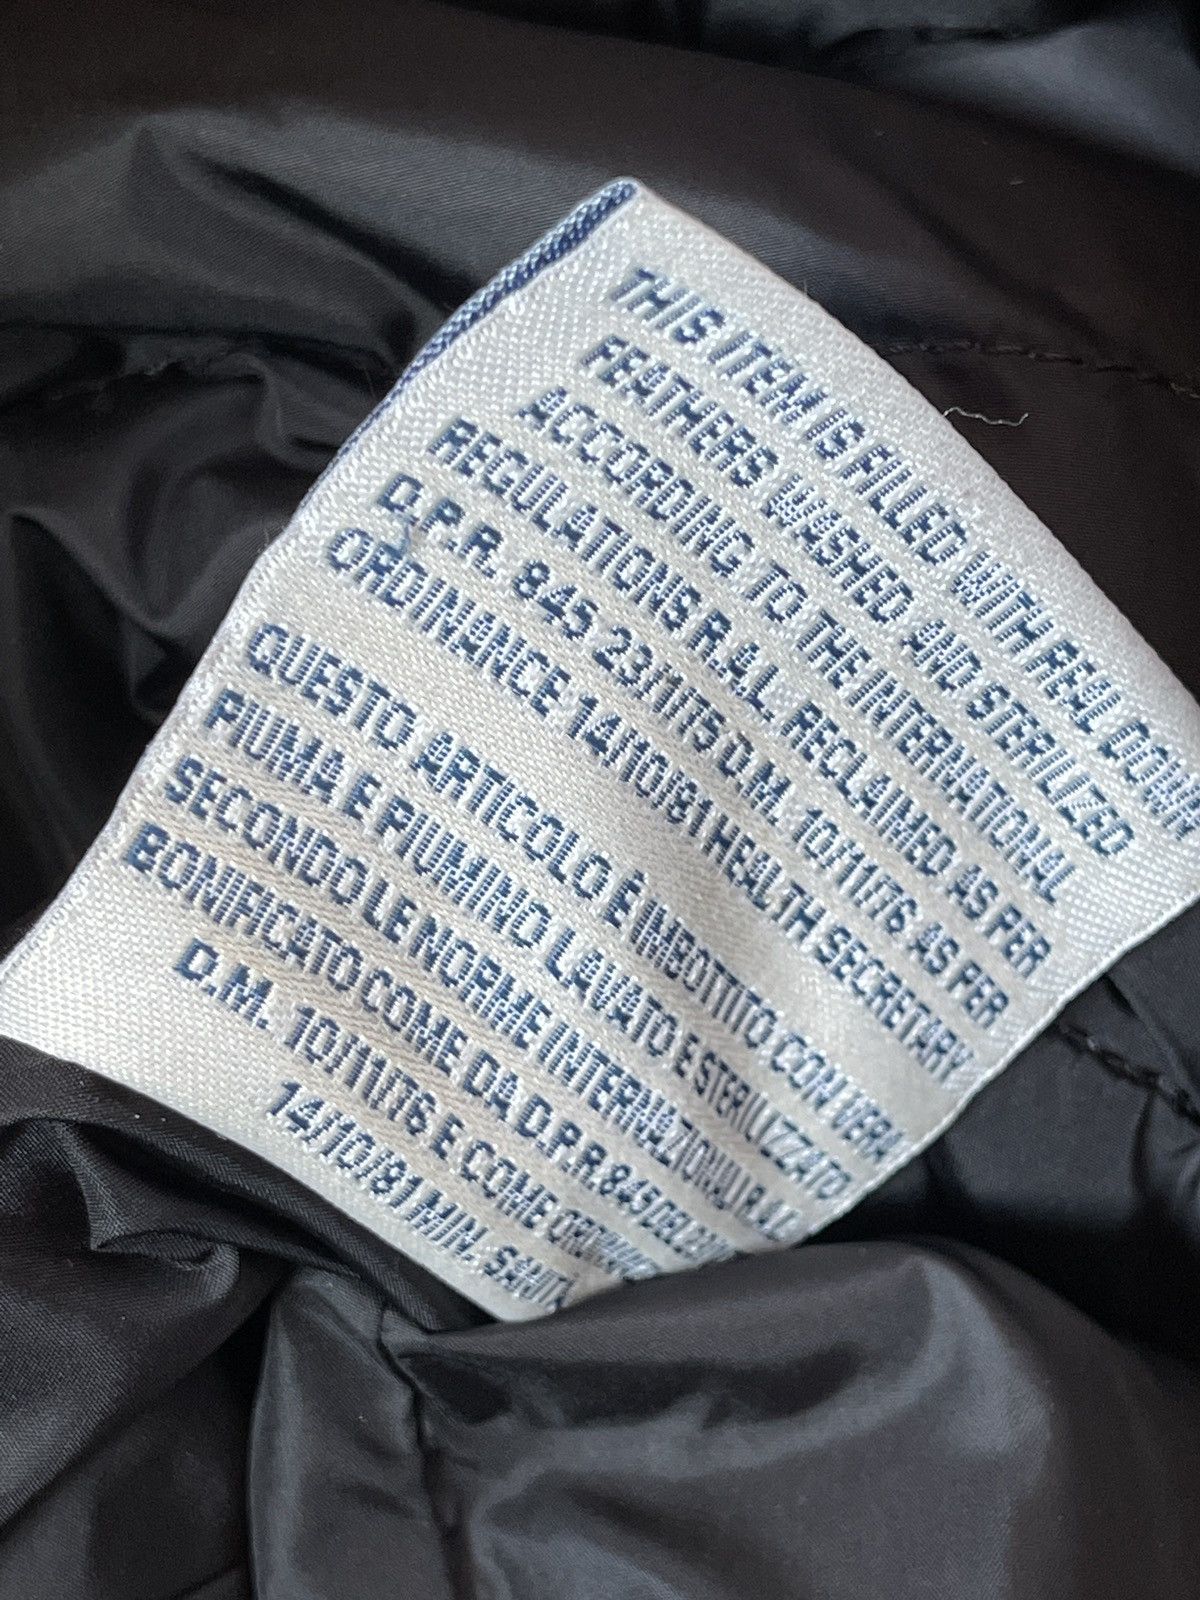 THIS ITEM IS FILLED WITH REAL DOWN
FEATHERS WASHED AND STERILIZED
ACCORDING TO THE INTERNATIONAL
REGULATIONS R.A.L. RECLAIMED AS PER
D.P.R. 845 23/11/75 D.M. 10/11/76 AS PER
ORDINANCE 14/10/81 HEALTH SECRETARY
QUESTO ARTICOLO È IMBOTTITO CON VERA
PIUMA E PIUMINO LAVATO E STERILIZZATO
SECONDO LE NORME INTERNAZIONALI
BONIFICATO COME DA D.P.R. 845 DEL
D.M. 10/11/76 E COME
14/10/81 MIN. SANITÀ